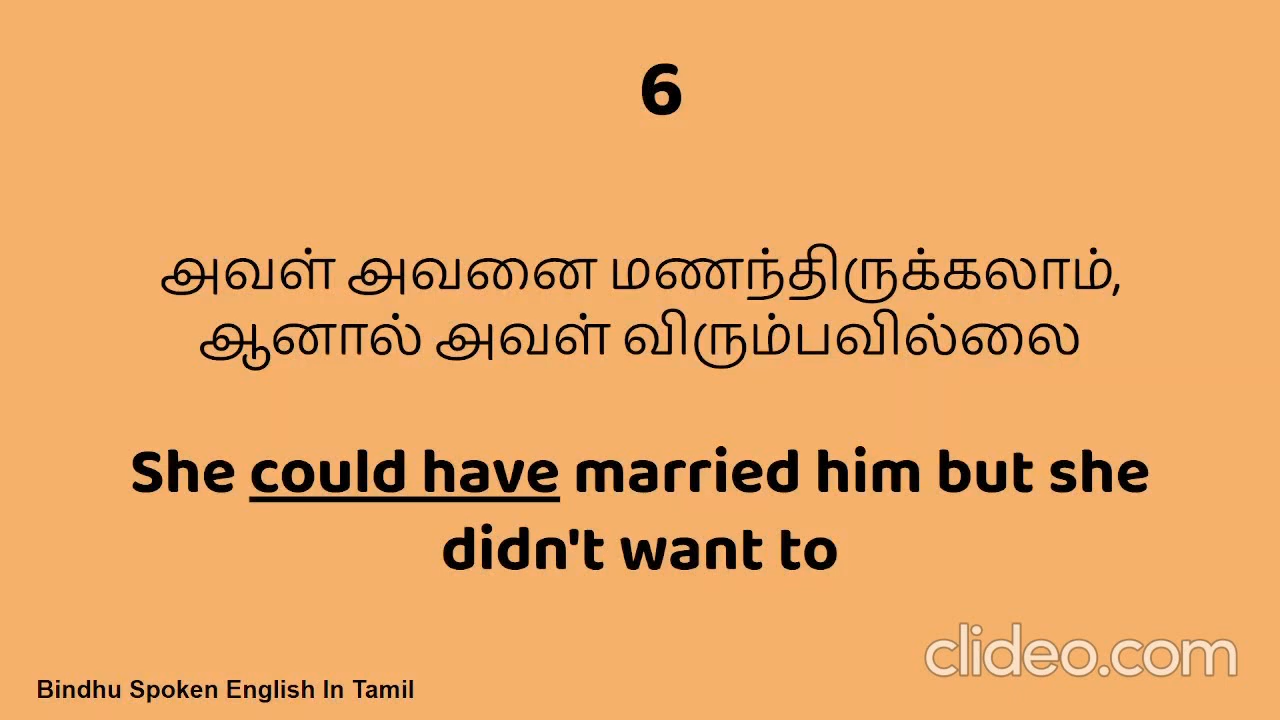 6
அவள் அவனை மணந்திருக்கலாம்,
ஆனால் அவள் விரும்பவில்லை
She could have married him but she
didn't want to
clideo.com
Bindhu Spoken English In Tamil